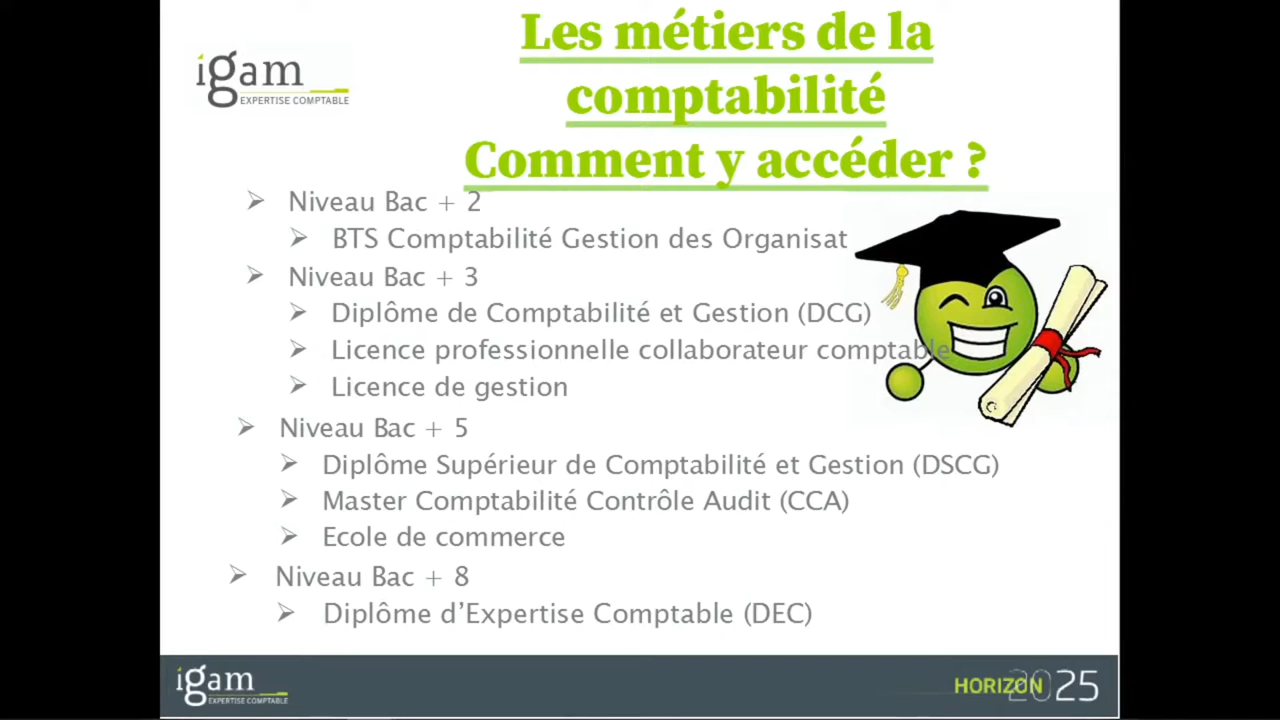 igam
EXPERTISE COMPTABLE
Les métiers de la
comptabilité
Comment y accéder ?
Niveau Bac + 2
BTS Comptabilité Gestion des Organisat
Niveau Bac + 3
Diplôme de Comptabilité et Gestion (DCG)
Licence professionnelle collaborateur comptable
Licence de gestion
Niveau Bac + 5
Diplôme Supérieur de Comptabilité et Gestion (DSCG)
Master Comptabilité Contrôle Audit (CCA)
Ecole de commerce
Niveau Bac + 8
Diplôme d’Expertise Comptable (DEC)
igam
EXPERTISE COMPTABLE
HORIZON 2025